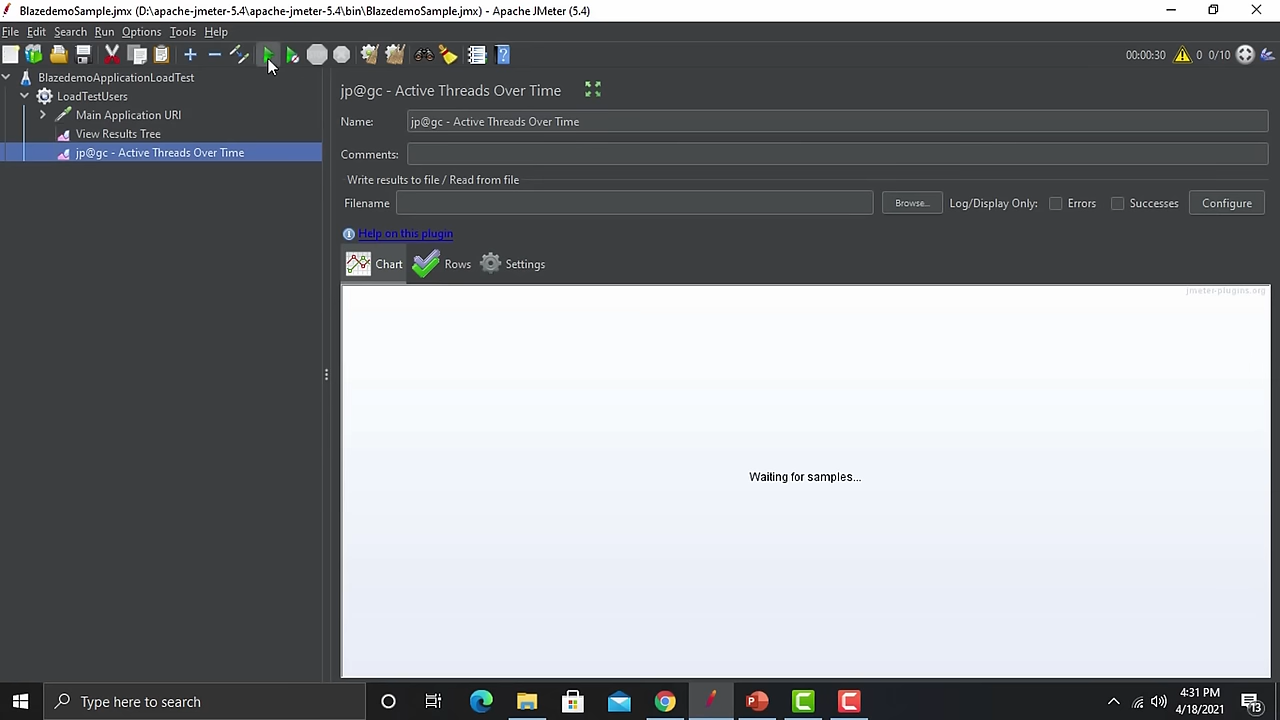 BlazedemoSample.jmx (D:\apache-jmeter-5.4\apache-jmeter-5.4\bin\BlazedemoSample.jmx) - Apache JMeter (5.4)
File Edit Search Run Options Tools Help
00:00:30 0 0/10
BlazedemoApplicationLoadTest
LoadTestUsers
Main Application URI
View Results Tree
jp@gc - Active Threads Over Time
jp@gc - Active Threads Over Time
Name: jp@gc - Active Threads Over Time
Comments:
Write results to file / Read from file
Filename Browse... Log/Display Only: Errors Successes Configure
Help on this plugin
Chart Rows Settings
jmeter-plugins.org
Waiting for samples...
Type here to search
4:31 PM
4/18/2021
13